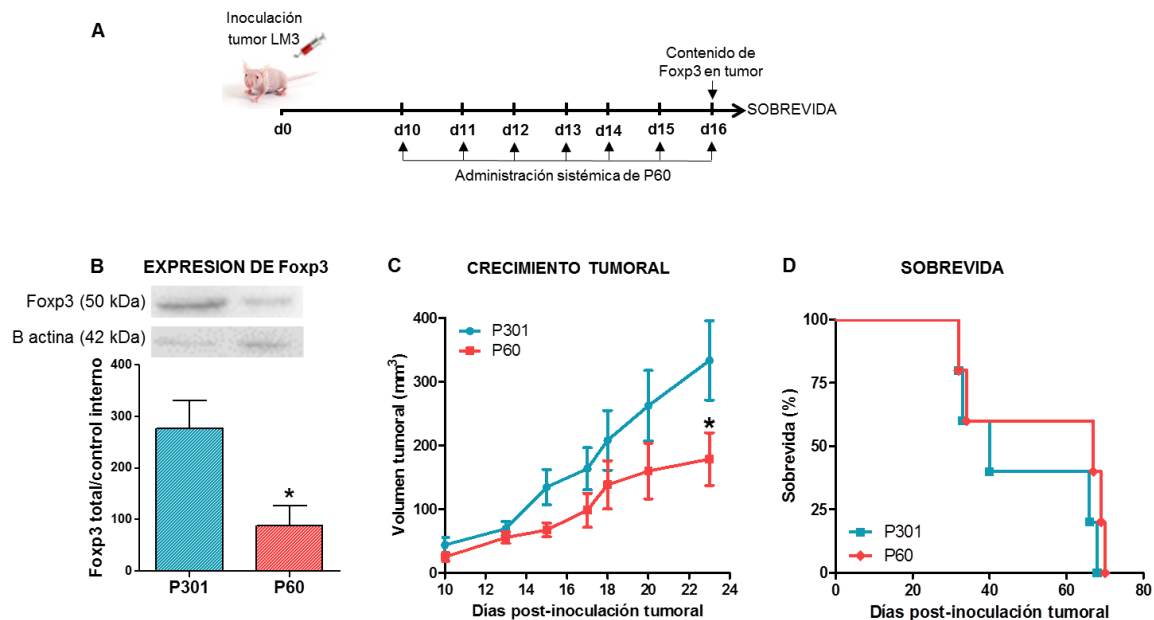 A
Inoculación
tumor LM3
Contenido de
Foxp3 en tumor
SOBREVIDA
d0 d10 d11 d12 d13 d14 d15 d16
Administración sistémica de P60
B EXPRESION DE Foxp3
Foxp3 (50 kDa)
B actina (42 kDa)
Foxp3 total/control interno
400
300
200
100
0
*
P301 P60
C CRECIMIENTO TUMORAL
Volumen tumoral (mm³)
400
300
200
100
0
P301
P60
*
10 12 14 16 18 20 22 24
Días post-inoculación tumoral
D SOBREVIDA
Sobrevida (%)
100
75
50
25
0
P301
P60
0 20 40 60 80
Días post-inoculación tumoral